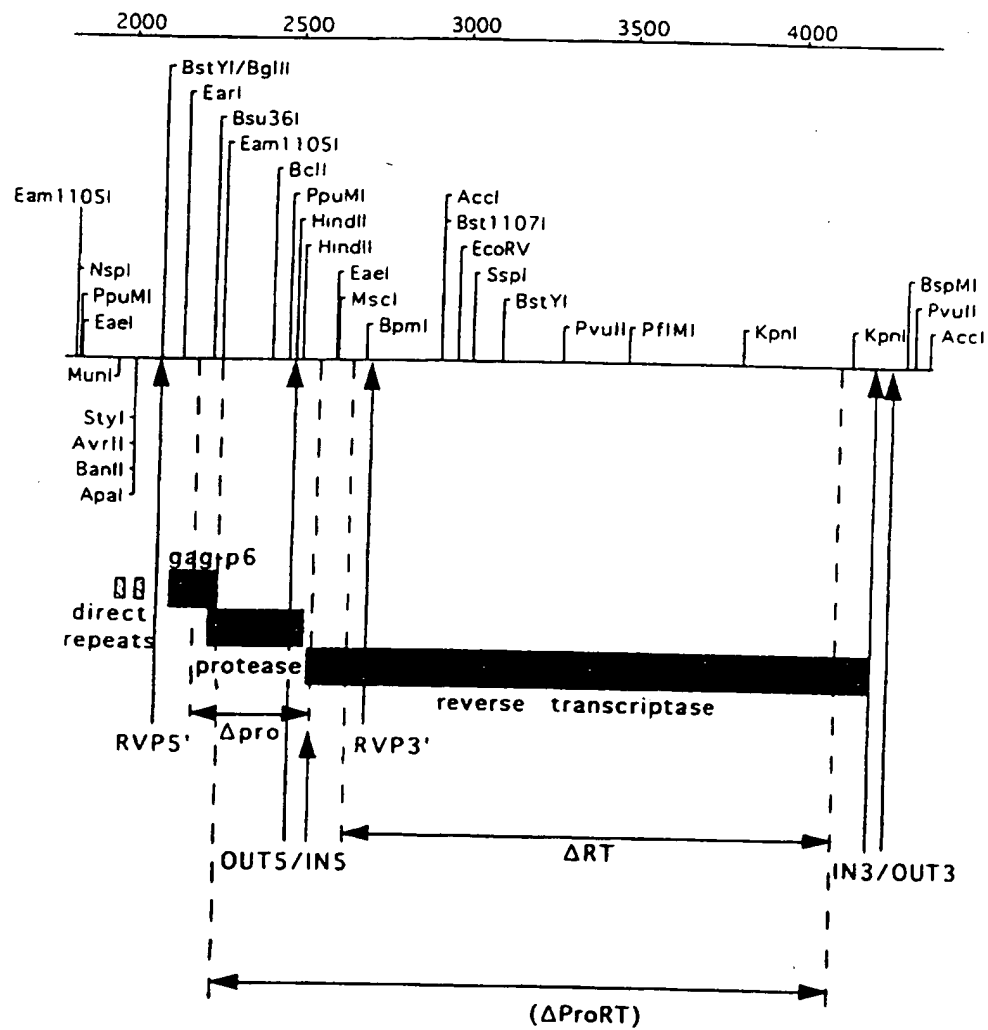 2000 2500 3000 3500 4000
BstYI/BglII
EarI
Bsu36I
Eam1105I
BclI
Eam1105I
PpuMI
AccI
HindII
Bst1107I
HindII
EcoRV
NspI
EaeI
SspI
BspMI
PpuMI
MscI
BstYI
PvuII
EaeI
BpmI
PvuII
PflMI
KpnI
KpnI
AccI
MunI
StyI
AvrII
BanII
ApaI
gag-p6
direct
repeats
protease
reverse transcriptase
Δpro
RVP5'
RVP3'
OUT5/IN5
ΔRT
IN3/OUT3
(ΔProRT)